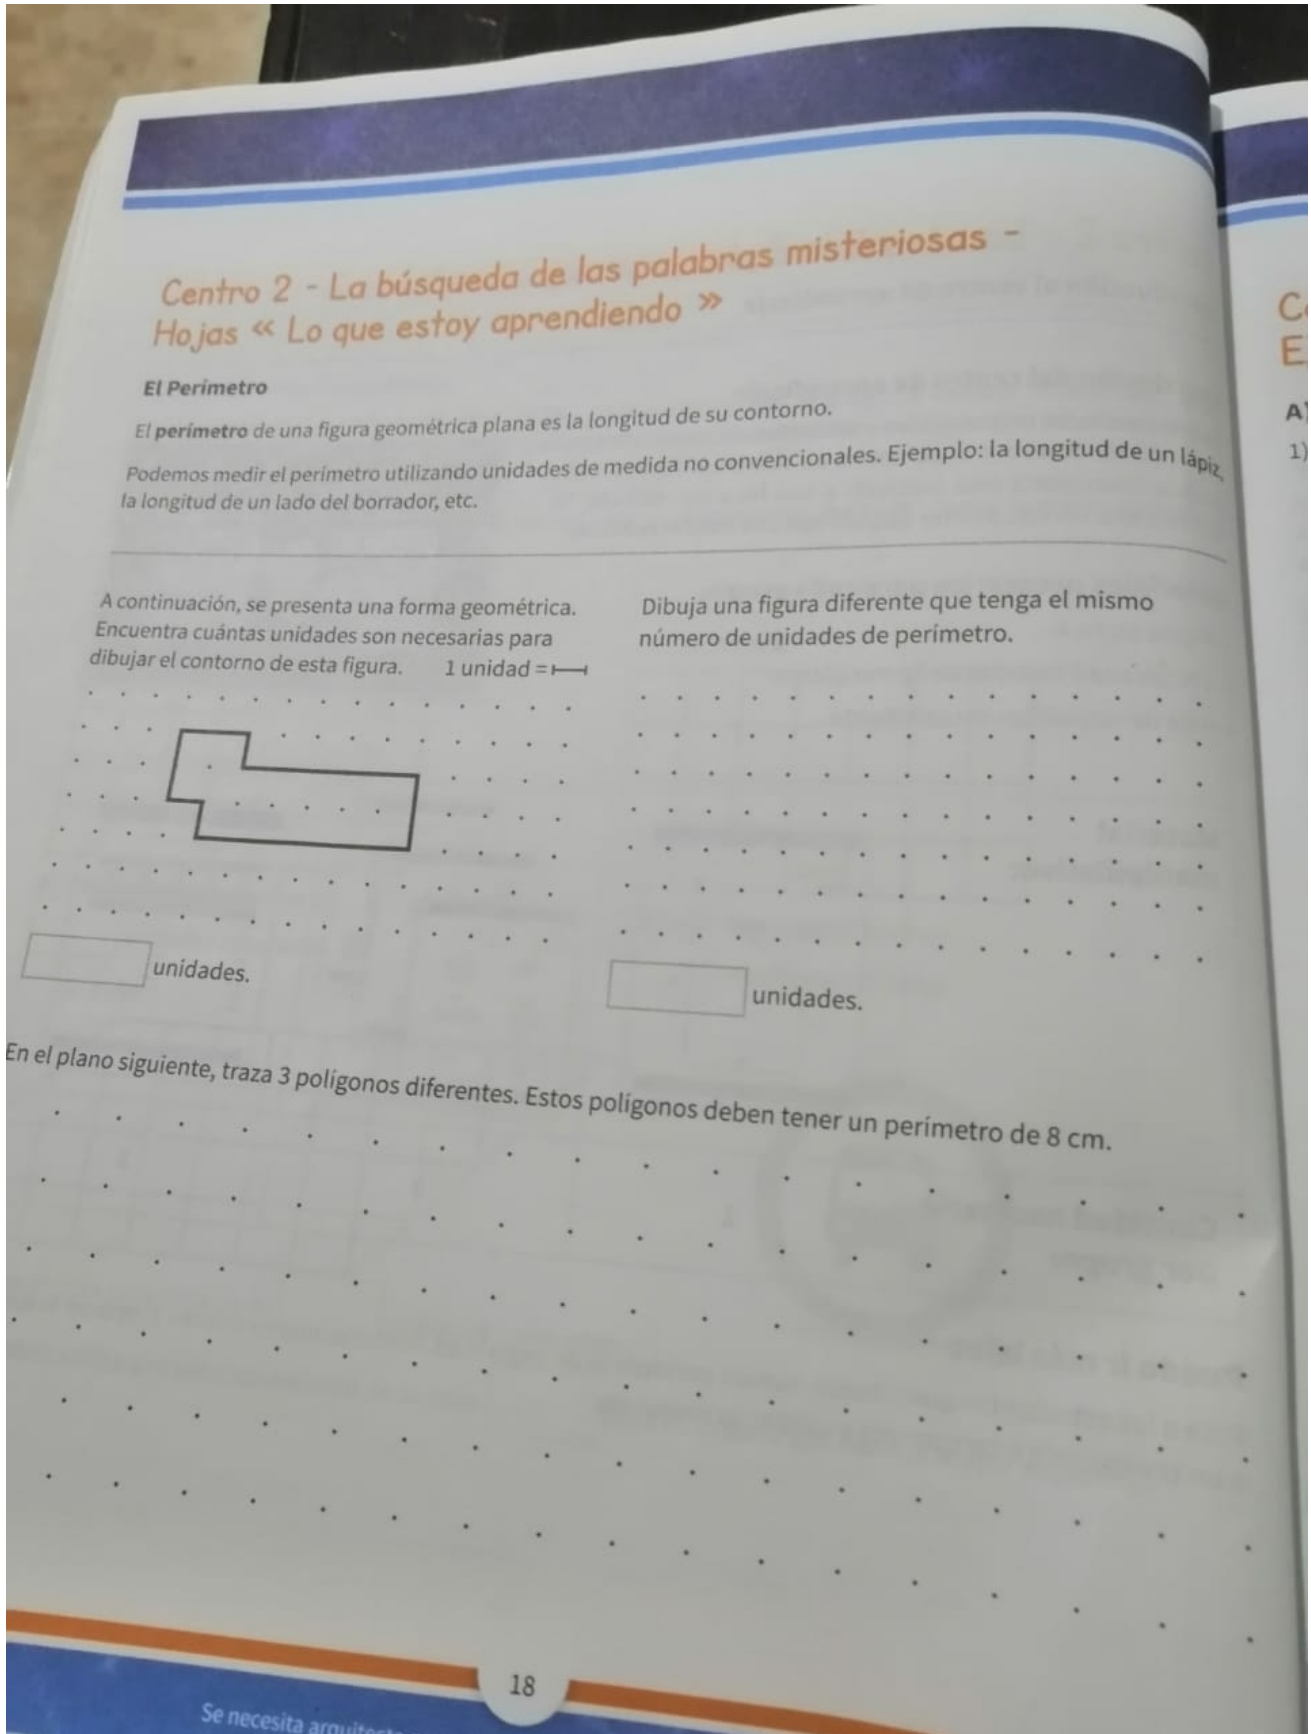 Centro 2 - La búsqueda de las palabras misteriosas -
Hojas « Lo que estoy aprendiendo »
El Perímetro
El perímetro de una figura geométrica plana es la longitud de su contorno.
Podemos medir el perímetro utilizando unidades de medida no convencionales. Ejemplo: la longitud de un lápiz,
la longitud de un lado del borrador, etc.
A continuación, se presenta una forma geométrica.
Encuentra cuántas unidades son necesarias para
dibujar el contorno de esta figura. 1 unidad =
unidades.
Dibuja una figura diferente que tenga el mismo
número de unidades de perímetro.
unidades.
En el plano siguiente, traza 3 polígonos diferentes. Estos polígonos deben tener un perímetro de 8 cm.
18
Se necesita
A)
1)